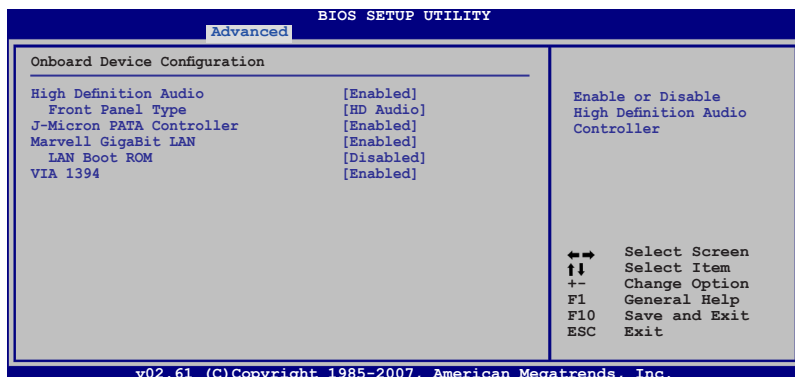 BIOS SETUP UTILITY
Advanced
Onboard Device Configuration
High Definition Audio [Enabled]
Front Panel Type [HD Audio]
J-Micron PATA Controller [Enabled]
Marvell GigaBit LAN [Enabled]
LAN Boot ROM [Disabled]
VIA 1394 [Enabled]
Enable or Disable
High Definition Audio
Controller
←→ Select Screen
↑↓ Select Item
+- Change Option
F1 General Help
F10 Save and Exit
ESC Exit
v02.61 (C)Copyright 1985-2007, American Megatrends, Inc.